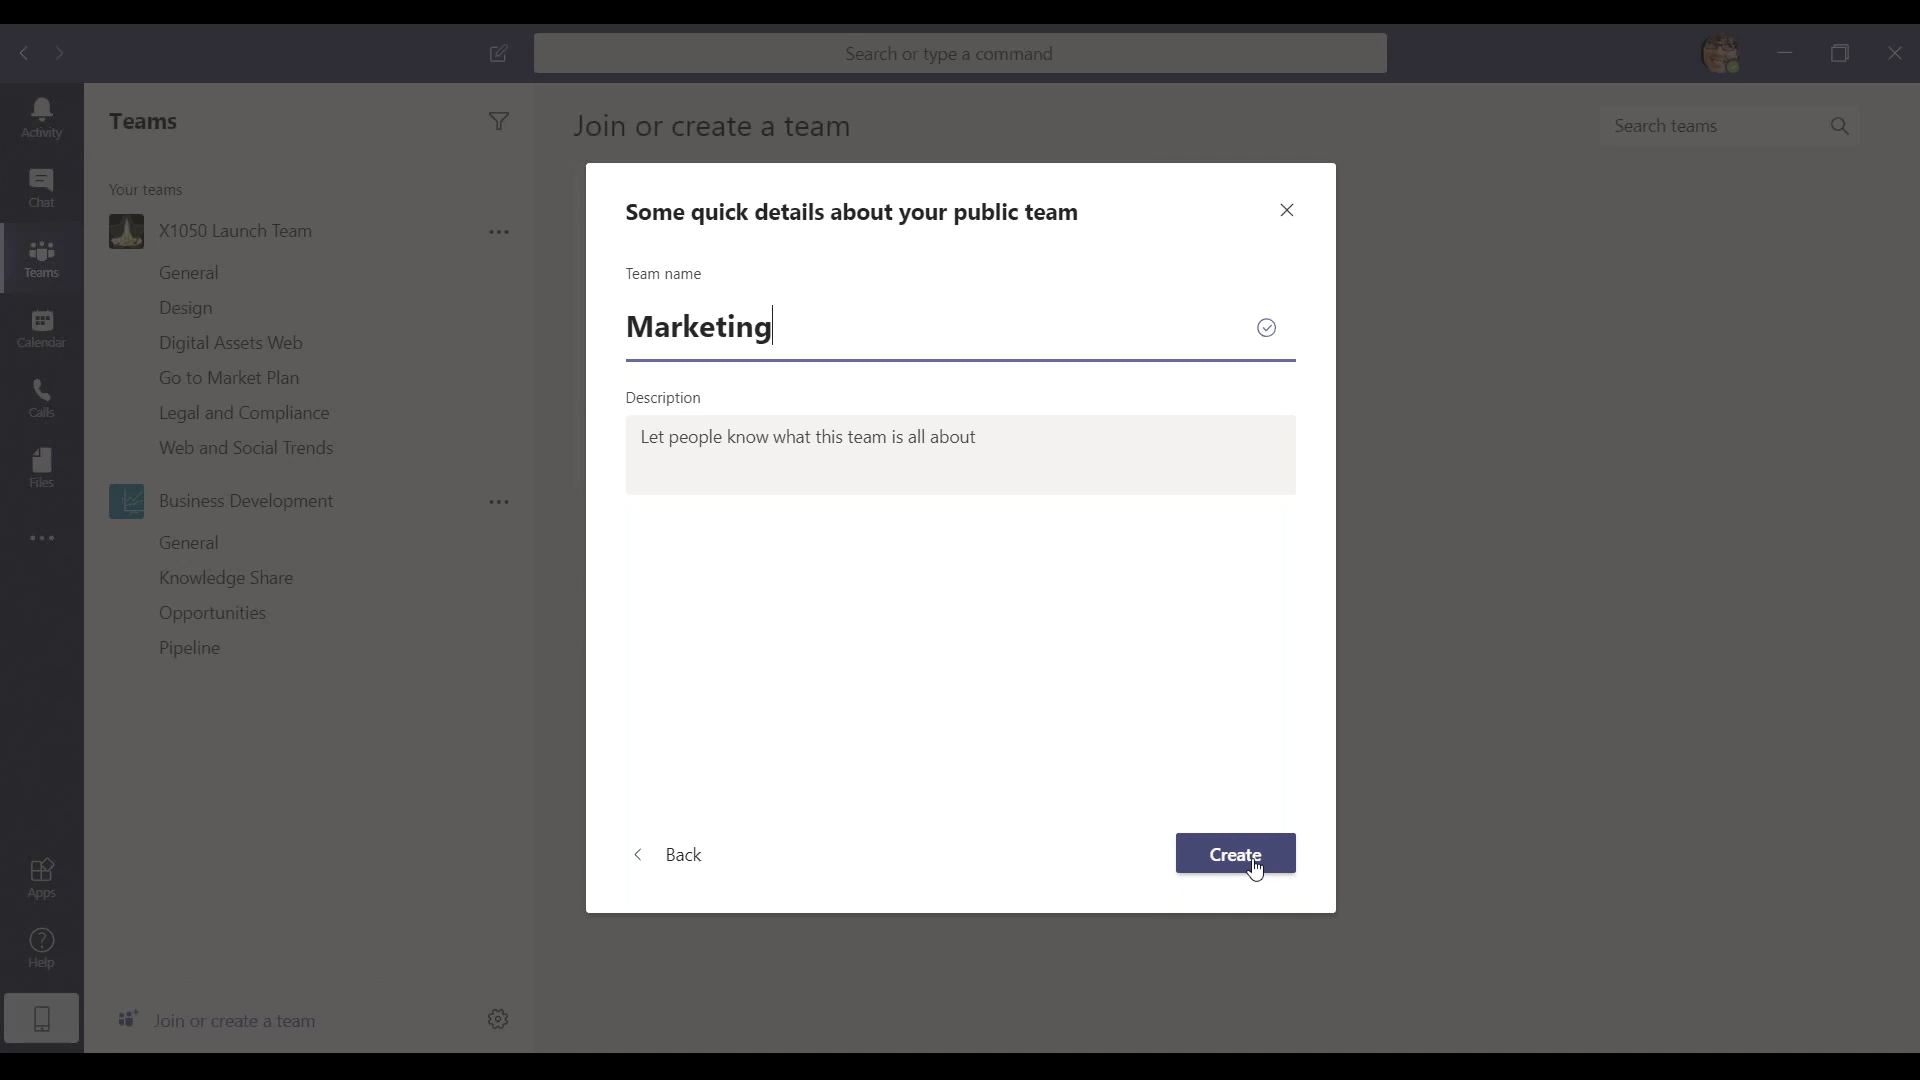 Search or type a command
Activity
Chat
Teams
Calendar
Calls
Files
Apps
Help
Teams
Your teams
X1050 Launch Team
General
Design
Digital Assets Web
Go to Market Plan
Legal and Compliance
Web and Social Trends
Business Development
General
Knowledge Share
Opportunities
Pipeline
Join or create a team
Join or create a team
Search teams
Some quick details about your public team
Team name
Marketing
Description
Let people know what this team is all about
Back
Create